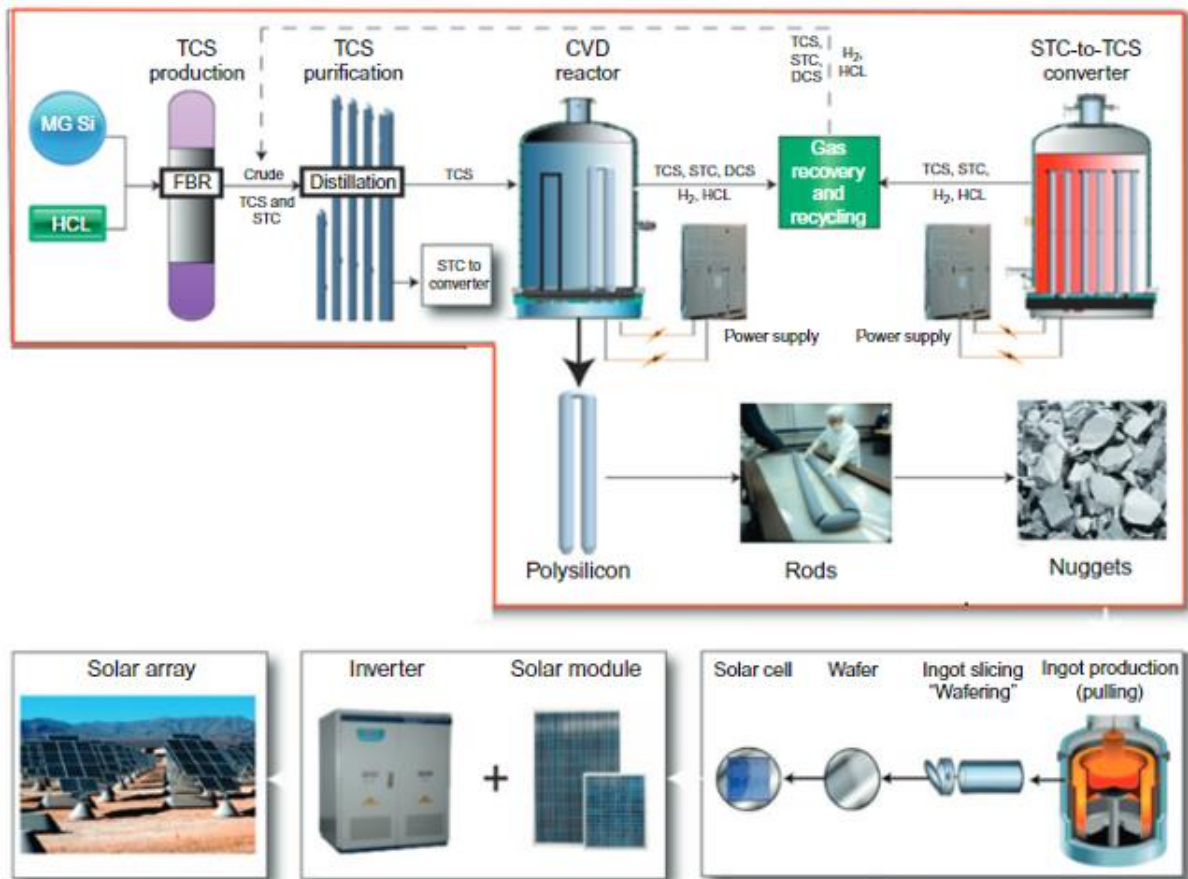 TCS
production
TCS
purification
CVD
reactor
TCS,
STC,
DCS
H₂,
HCL
STC-to-TCS
converter
MG Si
HCL
FBR
Crude
TCS and
STC
Distillation
TCS
STC to
converter
TCS, STC, DCS
H₂, HCL
Gas
recovery
and
recycling
TCS, STC,
H₂, HCL
Power supply
Power supply
Polysilicon
Rods
Nuggets
Solar array
Inverter
Solar module
+
Solar cell
Wafer
Ingot slicing
"Wafering"
Ingot production
(pulling)